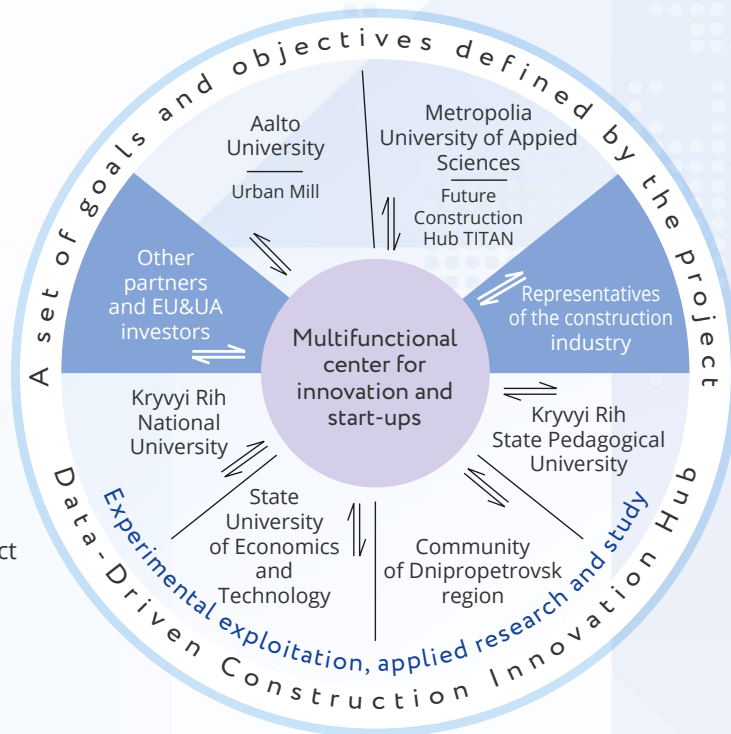 A set of goals and objectives defined by the project
Aalto
University
Urban Mill
Metropolia
University of Appied
Sciences
Future
Construction
Hub TITAN
Other
partners
and EU&UA
investors
Representatives
of the construction
industry
Multifunctional
center for
innovation and
start-ups
Kryvyi Rih
National
University
Kryvyi Rih
State Pedagogical
University
State
University
of Economics
and
Technology
Community
of Dnipropetrovsk
region
Experimental exploitation, applied research and study
Data-Driven Construction Innovation Hub
ct